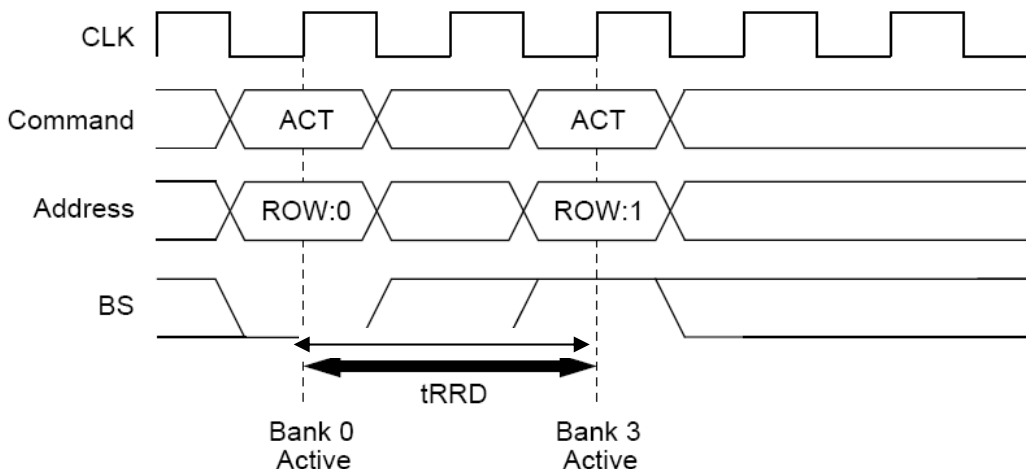 CLK
Command
ACT
ACT
Address
ROW:0
ROW:1
BS
tRRD
Bank 0
Active
Bank 3
Active